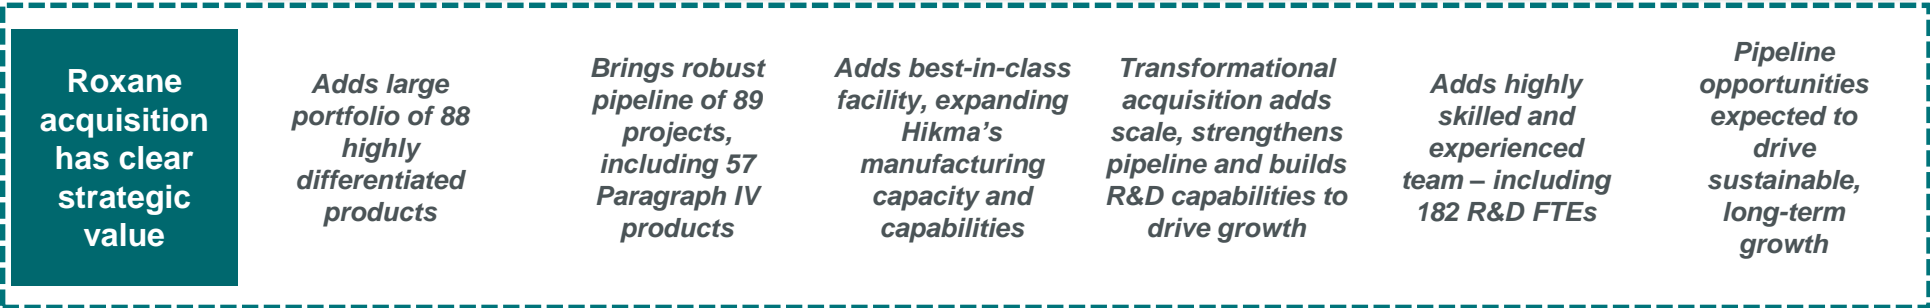 Roxane
acquisition
has clear
strategic
value
Adds large
portfolio of 88
highly
differentiated
products
Brings robust
pipeline of 89
projects,
including 57
Paragraph IV
products
Adds best-in-class
facility, expanding
Hikma’s
manufacturing
capacity and
capabilities
Transformational
acquisition adds
scale, strengthens
pipeline and builds
R&D capabilities to
drive growth
Adds highly
skilled and
experienced
team – including
182 R&D FTEs
Pipeline
opportunities
expected to
drive
sustainable,
long-term
growth